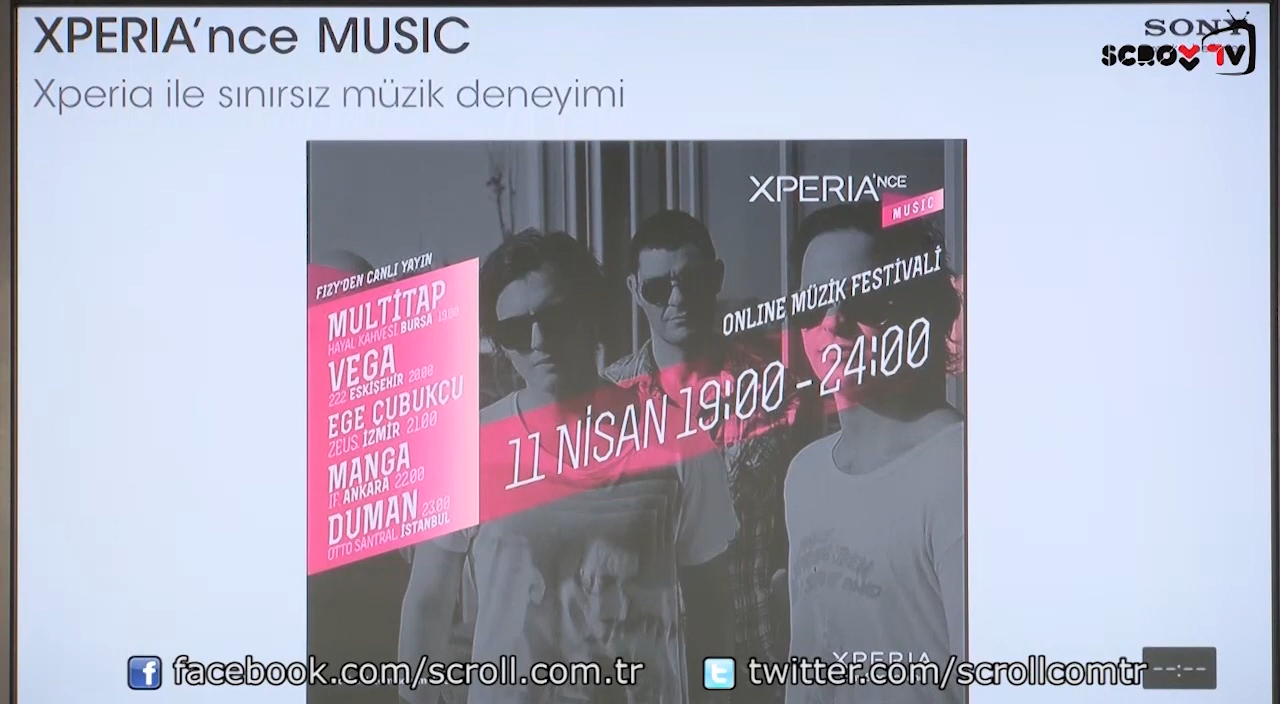 XPERIA'nce MUSIC
SONY
SCROLL TV
Xperia ile sınırsız müzik deneyimi
XPERIA'NCE
MUSIC
FIZY'DEN CANLI YAYIN
MULTİTAP
HAYAL KAHVESİ, BURSA 19:00
VEGA
222 ESKİŞEHİR 20:00
EGE ÇUBUKÇU
ZEUS, İZMİR 21:00
MANGA
IF ANKARA 22:00
DUMAN 23:00
OTTO SANTRAL, İSTANBUL
ONLINE MÜZİK FESTİVALİ
11 NİSAN 19:00 - 24:00
XPERIA
facebook.com/scroll.com.tr
twitter.com/scrollcomtr
--:--